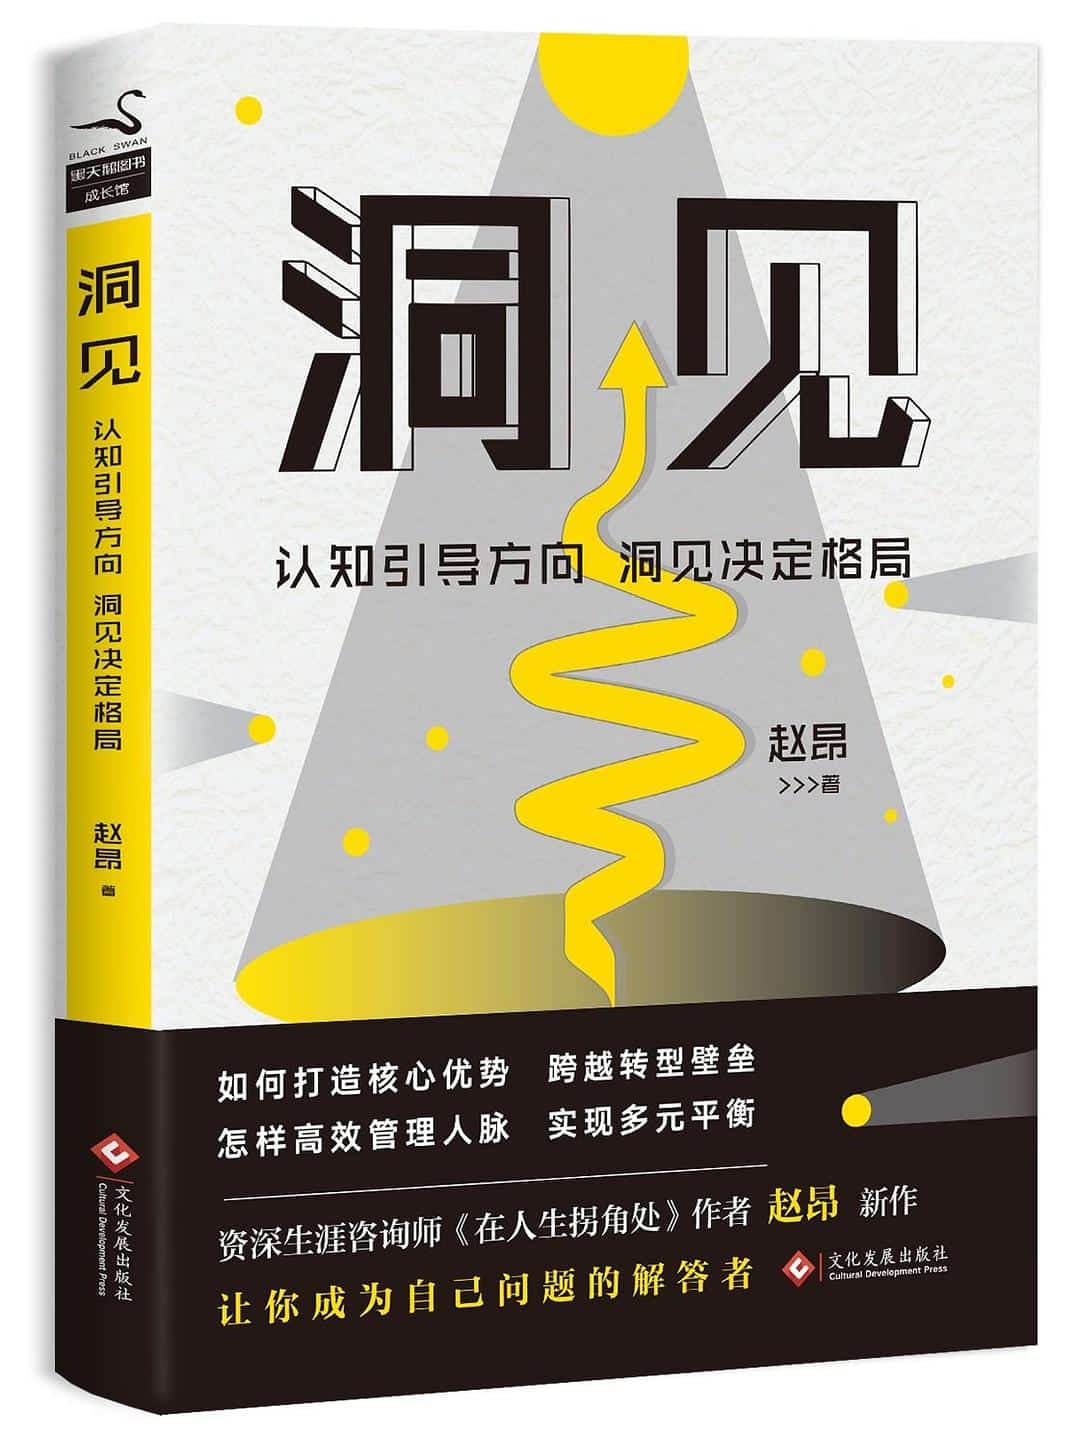 BLACK SWAN
黑天鹅图书
成长馆
洞见
认知引导方向 洞见决定格局
赵昂 著
文化发展出版社
Cultural Development Press
洞见
认知引导方向 洞见决定格局
赵昂
>>>著
如何打造核心优势 跨越转型壁垒
怎样高效管理人脉 实现多元平衡
资深生涯咨询师《在人生拐角处》作者 赵昂 新作
让你成为自己问题的解答者
文化发展出版社
Cultural Development Press